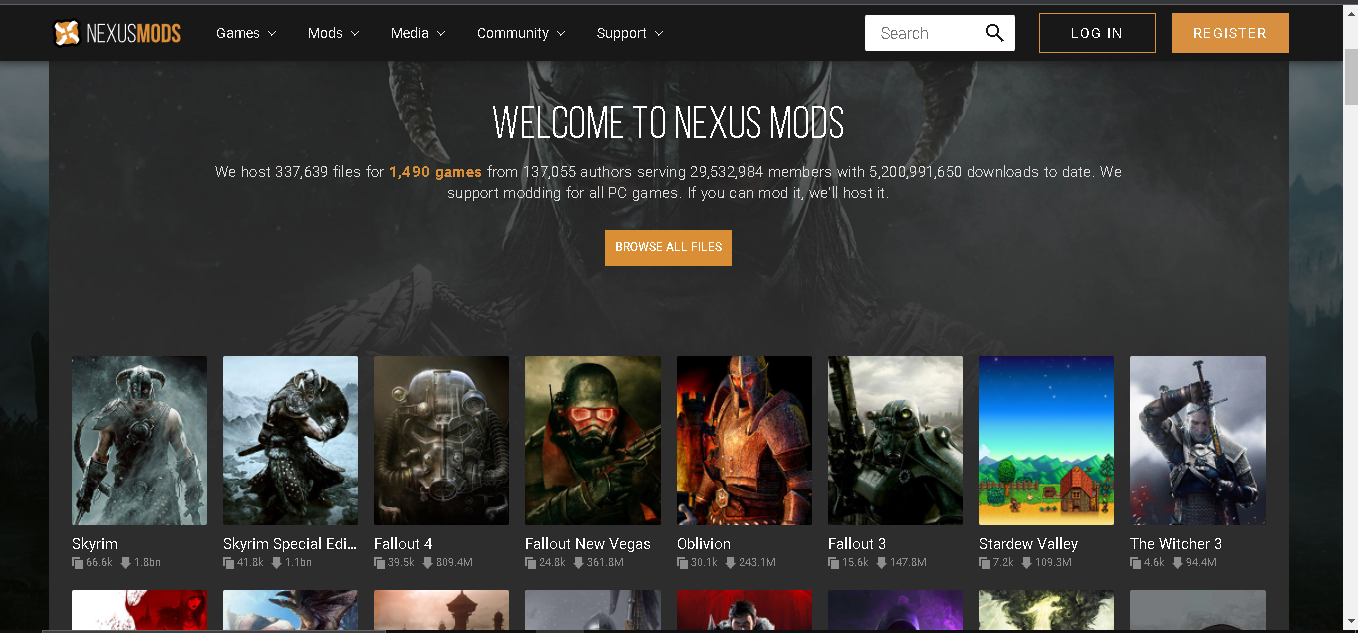 NEXUSMODS Games Mods Media Community Support Search LOG IN REGISTER
WELCOME TO NEXUS MODS
We host 337,639 files for 1,490 games from 137,055 authors serving 29,532,984 members with 5,200,991,650 downloads to date. We
support modding for all PC games. If you can mod it, we'll host it.
BROWSE ALL FILES
Skyrim Skyrim Special Edi... Fallout 4 Fallout New Vegas Oblivion Fallout 3 Stardew Valley The Witcher 3
66.6k 1.8bn 41.8k 1.1bn 39.5k 809.4M 24.8k 361.8M 30.1k 243.1M 15.6k 147.8M 7.2k 109.3M 4.6k 94.4M